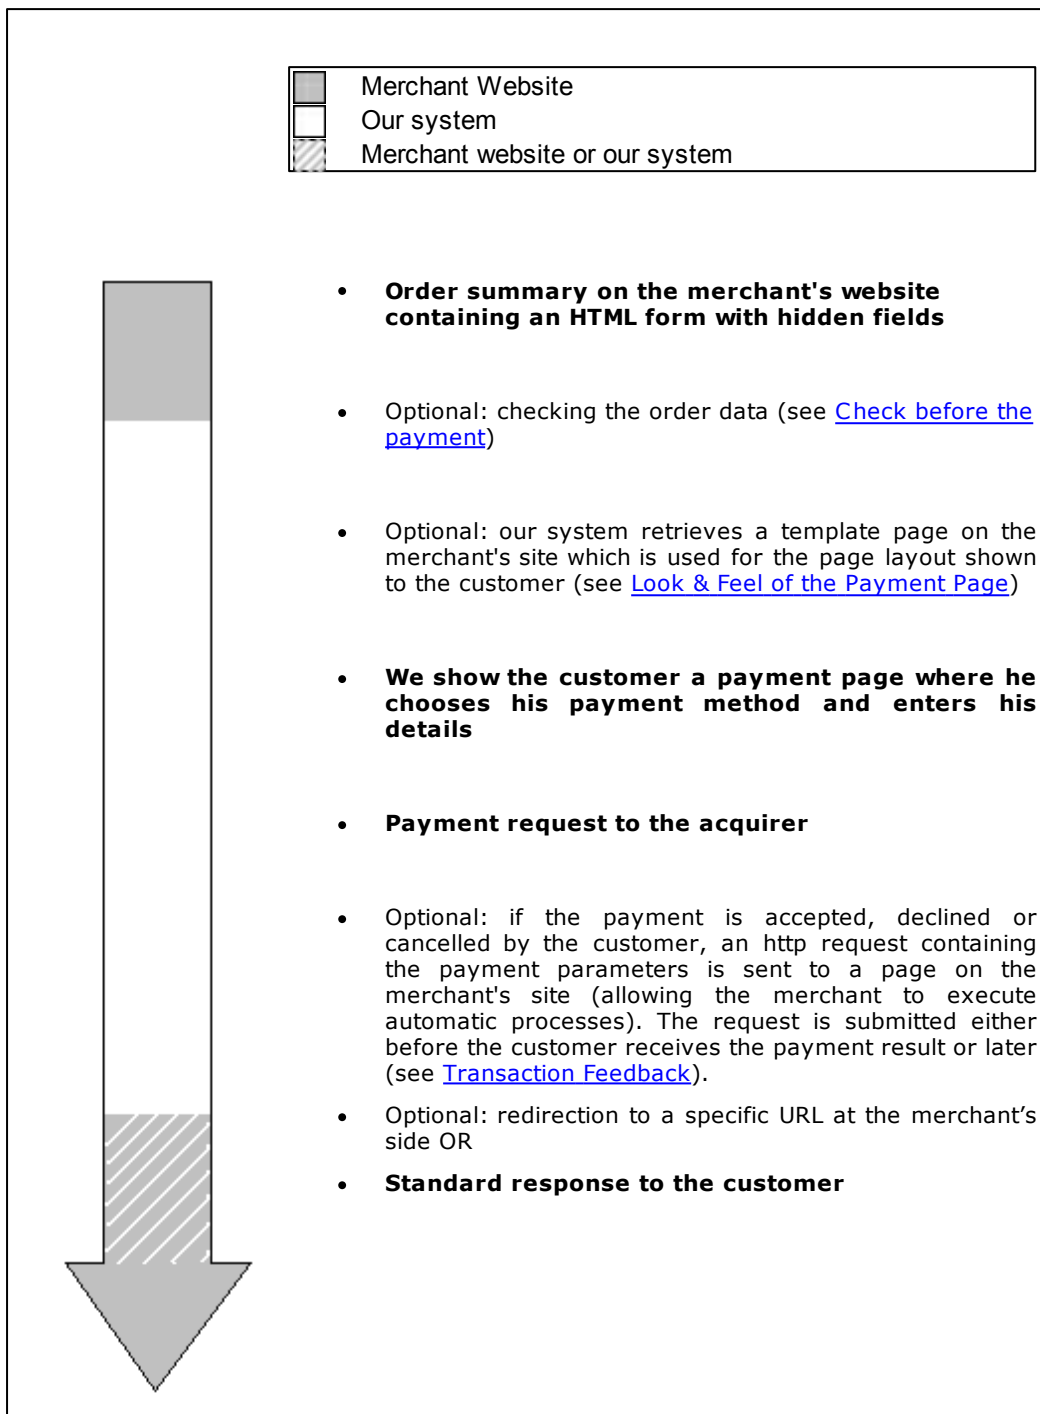 Merchant Website
Our system
Merchant website or our system
• Order summary on the merchant's website
containing an HTML form with hidden fields
• Optional: checking the order data (see Check before the
payment)
• Optional: our system retrieves a template page on the
merchant's site which is used for the page layout shown
to the customer (see Look & Feel of the Payment Page)
• We show the customer a payment page where he
chooses his payment method and enters his
details
• Payment request to the acquirer
• Optional: if the payment is accepted, declined or
cancelled by the customer, an http request containing
the payment parameters is sent to a page on the
merchant's site (allowing the merchant to execute
automatic processes). The request is submitted either
before the customer receives the payment result or later
(see Transaction Feedback).
• Optional: redirection to a specific URL at the merchant’s
side OR
• Standard response to the customer